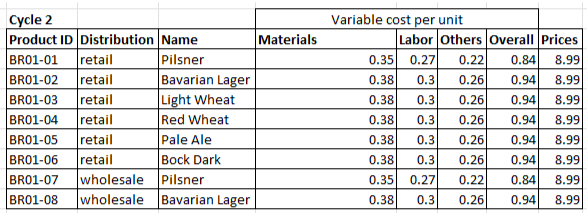 Cycle 2 Variable cost per unit
Product ID Distribution Name Materials Labor Others Overall Prices
BR01-01 retail Pilsner 0.35 0.27 0.22 0.84 8.99
BR01-02 retail Bavarian Lager 0.38 0.3 0.26 0.94 8.99
BR01-03 retail Light Wheat 0.38 0.3 0.26 0.94 8.99
BR01-04 retail Red Wheat 0.38 0.3 0.26 0.94 8.99
BR01-05 retail Pale Ale 0.38 0.3 0.26 0.94 8.99
BR01-06 retail Bock Dark 0.38 0.3 0.26 0.94 8.99
BR01-07 wholesale Pilsner 0.35 0.27 0.22 0.84 8.99
BR01-08 wholesale Bavarian Lager 0.38 0.3 0.26 0.94 8.99